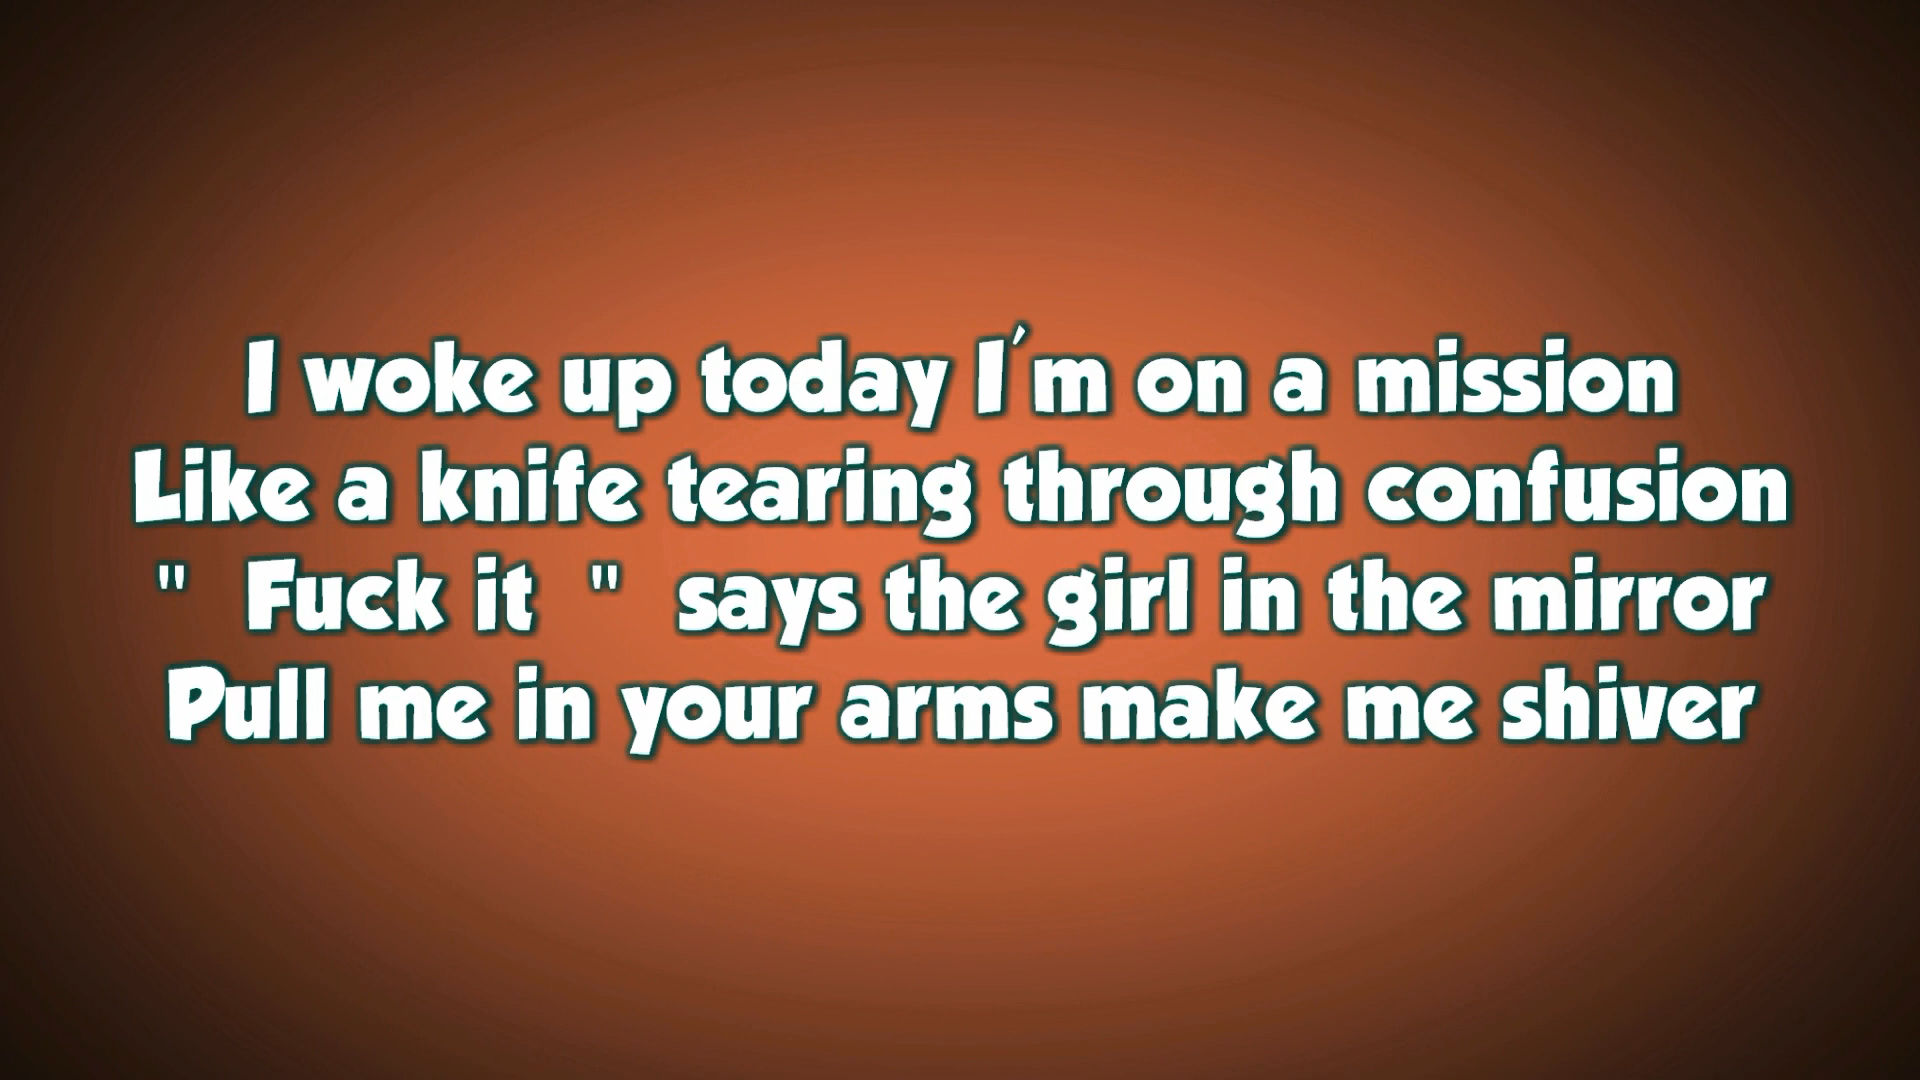 I woke up today I'm on a mission
Like a knife tearing through confusion
" Fuck it " says the girl in the mirror
Pull me in your arms make me shiver